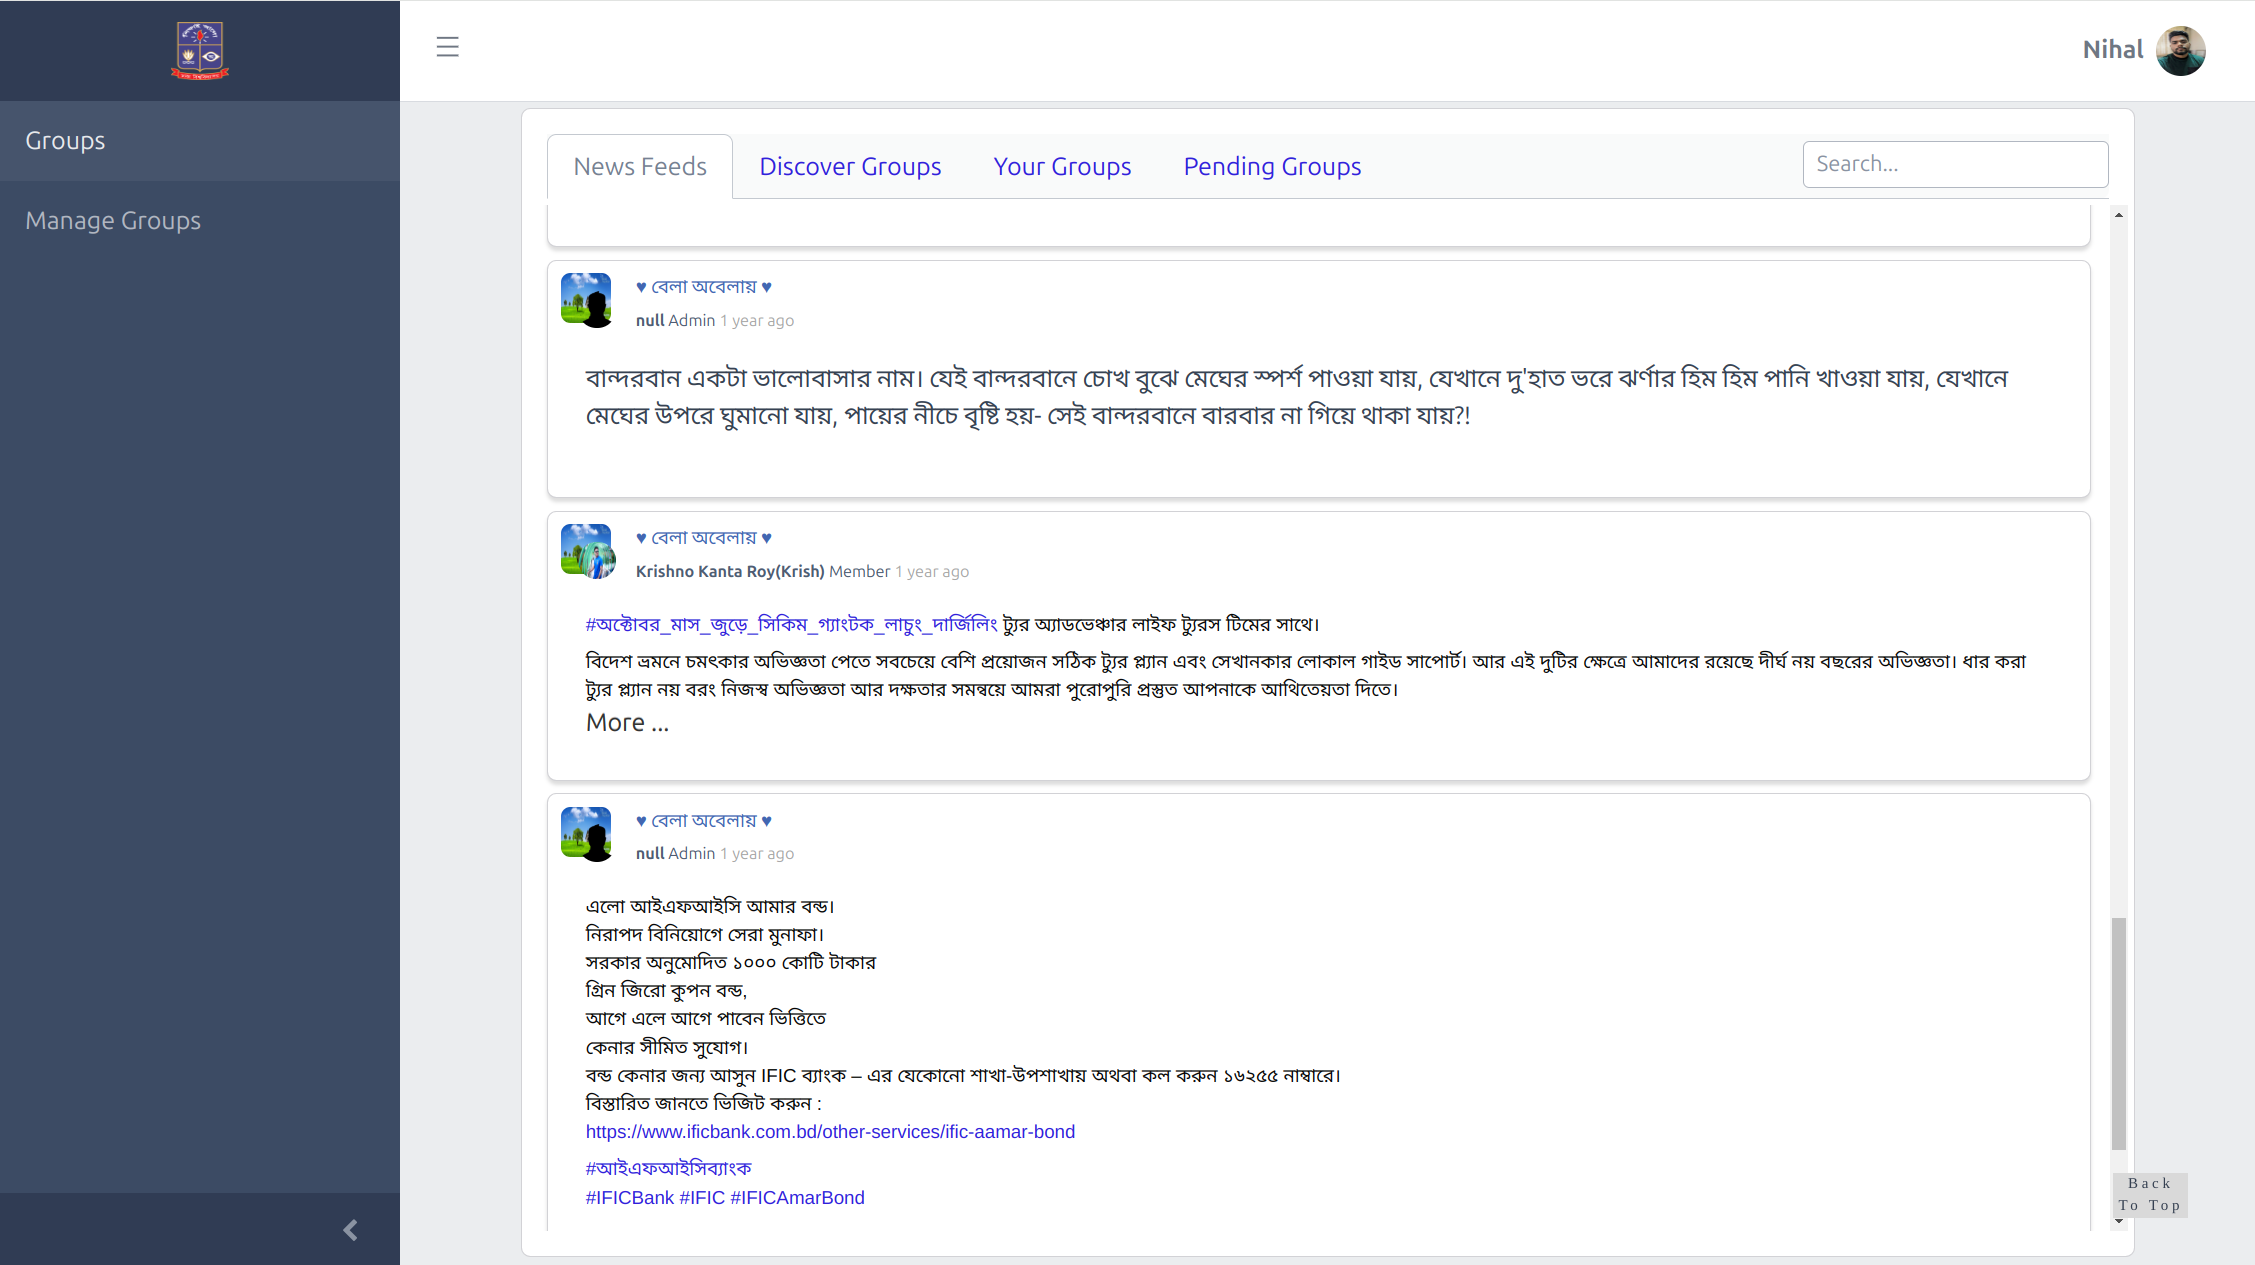 Nihal
Groups
Manage Groups
News Feeds
Discover Groups
Your Groups
Pending Groups
Search...
♥ বেলা অবেলায় ♥
null Admin 1 year ago
বান্দরবান একটা ভালোবাসার নাম। যেই বান্দরবানে চোখ বুঝে মেঘের স্পর্শ পাওয়া যায়, যেখানে দু'হাত ভরে ঝর্ণার হিম হিম পানি খাওয়া যায়, যেখানে
মেঘের উপরে ঘুমানো যায়, পায়ের নীচে বৃষ্টি হয়- সেই বান্দরবানে বারবার না গিয়ে থাকা যায়?!
♥ বেলা অবেলায় ♥
Krishno Kanta Roy(Krish) Member 1 year ago
#অক্টোবর_মাস_জুড়ে_সিকিম_গ্যাংটক_লাচুং_দার্জিলিং ট্যুর অ্যাডভেঞ্চার লাইফ ট্যুরস টিমের সাথে।
বিদেশ ভ্রমনে চমৎকার অভিজ্ঞতা পেতে সবচেয়ে বেশি প্রয়োজন সঠিক ট্যুর প্ল্যান এবং সেখানকার লোকাল গাইড সাপোর্ট। আর এই দুটির ক্ষেত্রে আমাদের রয়েছে দীর্ঘ নয় বছরের অভিজ্ঞতা। ধার করা
ট্যুর প্ল্যান নয় বরং নিজস্ব অভিজ্ঞতা আর দক্ষতার সমন্বয়ে আমরা পুরোপুরি প্রস্তুত আপনাকে আথিতেয়তা দিতে।
More ...
♥ বেলা অবেলায় ♥
null Admin 1 year ago
এলো আইএফআইসি আমার বন্ড।
নিরাপদ বিনিয়োগে সেরা মুনাফা।
সরকার অনুমোদিত ১০০০ কোটি টাকার
গ্রিন জিরো কুপন বন্ড,
আগে এলে আগে পাবেন ভিত্তিতে
কেনার সীমিত সুযোগ।
বন্ড কেনার জন্য আসুন IFIC ব্যাংক – এর যেকোনো শাখা-উপশাখায় অথবা কল করুন ১৬২৫৫ নাম্বারে।
বিস্তারিত জানতে ভিজিট করুন :
https://www.ificbank.com.bd/other-services/ific-aamar-bond
#আইএফআইসিব্যাংক
#IFICBank #IFIC #IFICAmarBond
Back
To Top